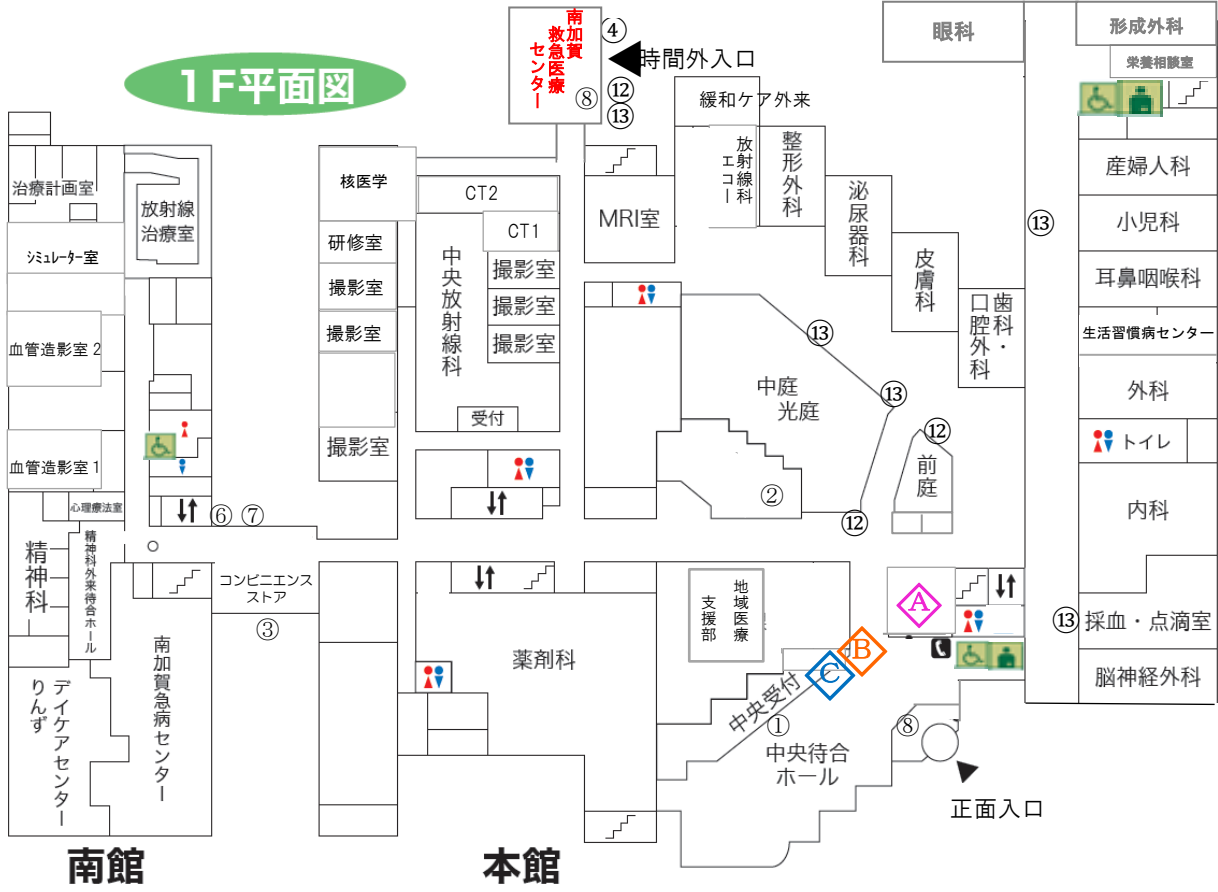 1F平面図
南加賀
救急医療
センター
④
時間外入口
⑧
⑫
⑬
眼科
形成外科
栄養相談室
緩和ケア外来
放射線科
エコー
整形外科
泌尿器科
皮膚科
歯科・
口腔外科
産婦人科
小児科
⑬
耳鼻咽喉科
生活習慣病センター
外科
トイレ
内科
⑬
採血・点滴室
脳神経外科
治療計画室
放射線
治療室
シミュレーター室
血管造影室2
血管造影室1
心理療法室
精神科
精神科外来待合ホール
デイケアセンター
りんず
南加賀急病センター
核医学
研修室
撮影室
撮影室
撮影室
CT2
CT1
中央放射線科
撮影室
撮影室
撮影室
受付
MRI室
中庭
光庭
⑬
⑬
⑫
前庭
②
⑫
⑥
⑦
コンビニエンス
ストア
③
薬剤科
地域医療
支援部
A
B
C
中央受付
①
中央待合
ホール
⑧
正面入口
南館
本館